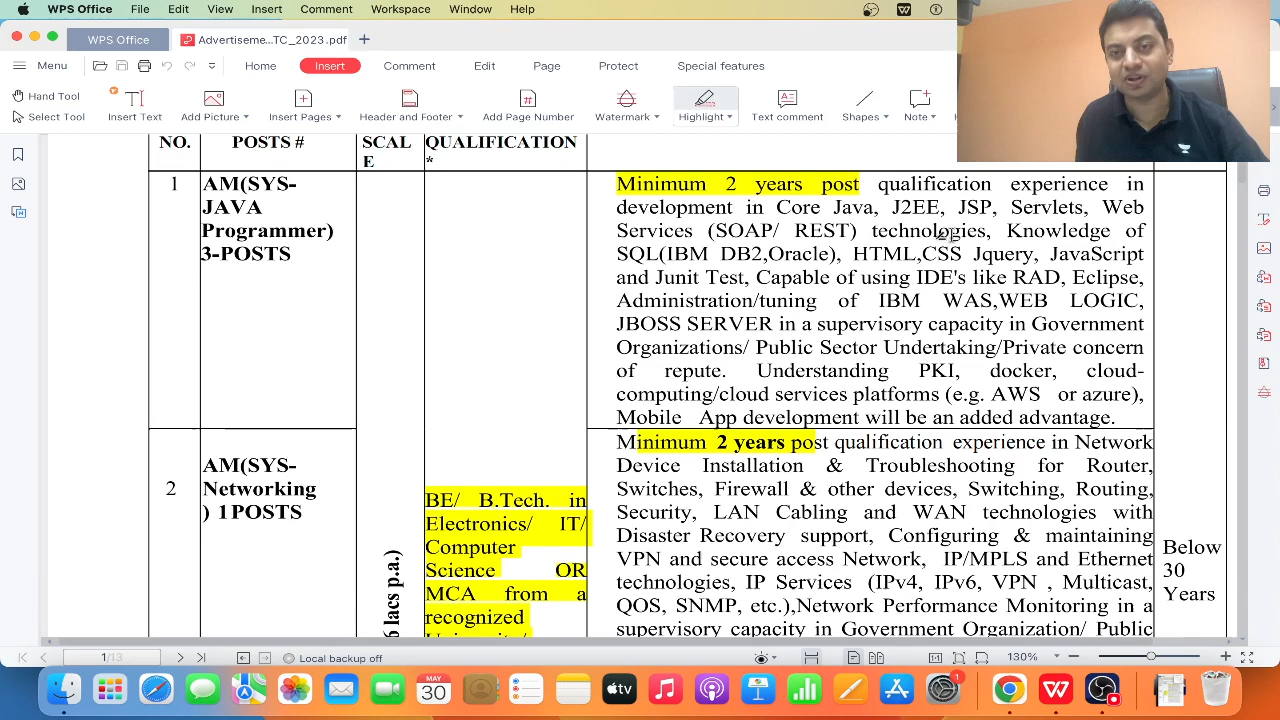 WPS Office File Edit View Insert Comment Workspace Window Help
WPS Office Advertiseme...TC_2023.pdf
Menu Home Insert Comment Edit Page Protect Special features
Hand Tool
Select Tool Insert Text Add Picture Insert Pages Header and Footer Add Page Number Watermark Highlight Text comment Shapes Note
NO. POSTS # SCAL QUALIFICATION
E *
1 AM(SYS-
JAVA
Programmer)
3-POSTS
Minimum 2 years post qualification experience in
development in Core Java, J2EE, JSP, Servlets, Web
Services (SOAP/ REST) technologies, Knowledge of
SQL(IBM DB2,Oracle), HTML,CSS Jquery, JavaScript
and Junit Test, Capable of using IDE's like RAD, Eclipse,
Administration/tuning of IBM WAS,WEB LOGIC,
JBOSS SERVER in a supervisory capacity in Government
Organizations/ Public Sector Undertaking/Private concern
of repute. Understanding PKI, docker, cloud-
computing/cloud services platforms (e.g. AWS or azure),
Mobile App development will be an added advantage.
2
AM(SYS-
Networking
) 1POSTS
6 lacs p.a.)
BE/ B.Tech. in
Electronics/ IT/
Computer
Science OR
MCA from a
recognized
Minimum 2 years post qualification experience in Network
Device Installation & Troubleshooting for Router,
Switches, Firewall & other devices, Switching, Routing,
Security, LAN Cabling and WAN technologies with
Disaster Recovery support, Configuring & maintaining
VPN and secure access Network, IP/MPLS and Ethernet
technologies, IP Services (IPv4, IPv6, VPN , Multicast,
QOS, SNMP, etc.),Network Performance Monitoring in a
supervisory capacity in Government Organization/ Public
Below
30
Years
1/13 Local backup off 130%
MAY
30
tv
1